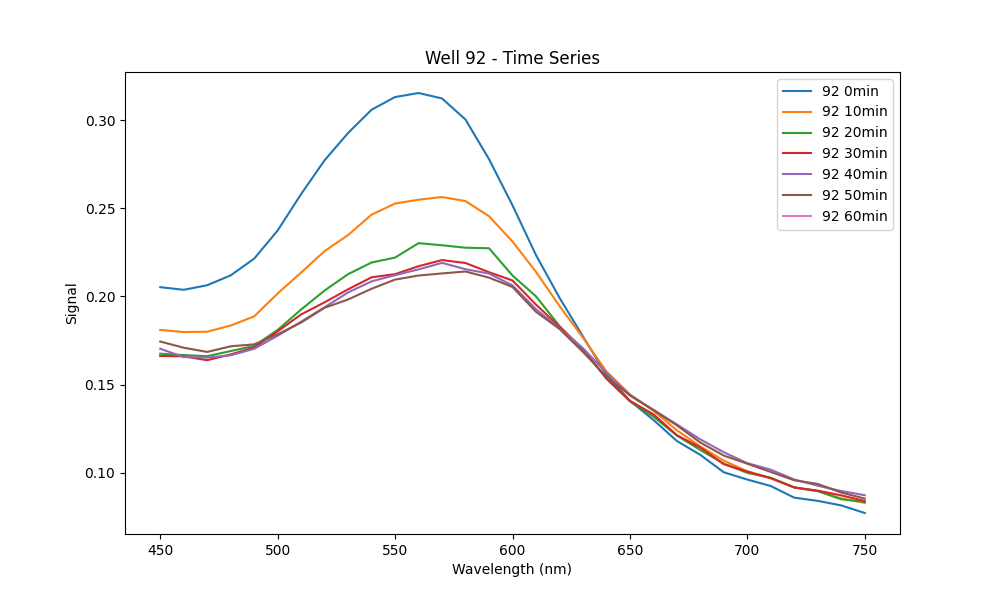 Well 92 - Time Series
92 0min
92 10min
92 20min
92 30min
92 40min
92 50min
92 60min
0.30
0.25
0.20
0.15
0.10
Signal
450 500 550 600 650 700 750
Wavelength (nm)